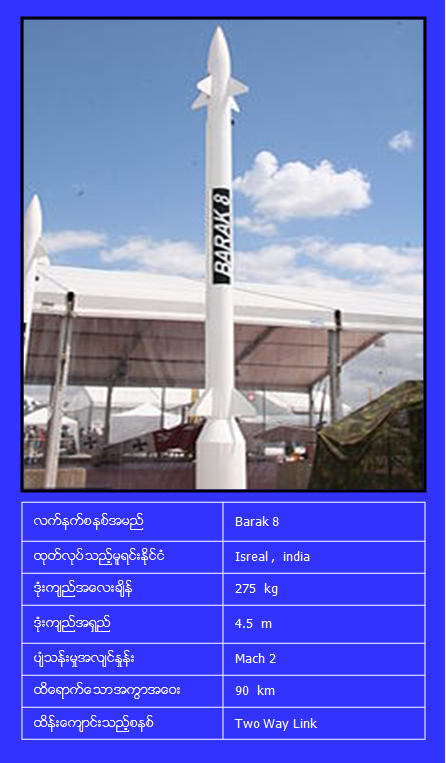 BARAK 8
လက်နက်စနစ်အမည် Barak 8
ထုတ်လုပ်သည့်မူရင်းနိုင်ငံ Isreal , india
ဒုံးကျည်အလေးချိန် 275 kg
ဒုံးကျည်အရှည် 4.5 m
ပျံသန်းမှုအလျင်နှုန်း Mach 2
ထိရောက်သောအကွာအဝေး 90 km
ထိန်းကျောင်းသည့်စနစ် Two Way Link